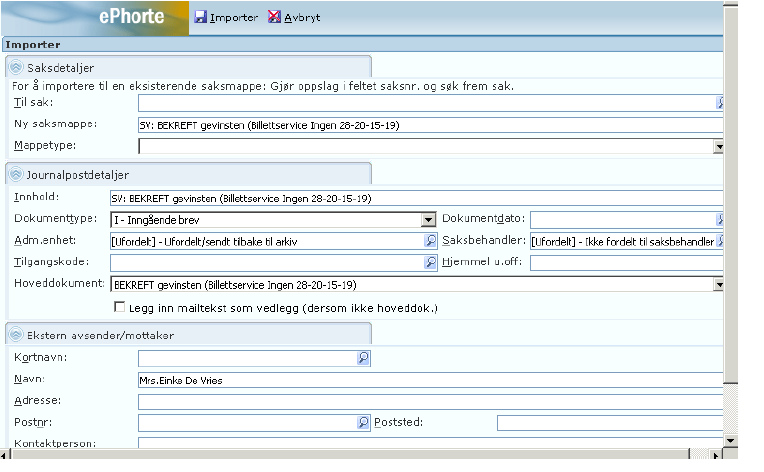 ePhorte Importer Avbryt
Importer
Saksdetaljer
For å importere til en eksisterende saksmappe: Gjør oppslag i feltet saksnr. og søk frem sak.
Til sak:
Ny saksmappe: SV: BEKREFT gevinsten (Billettservice Ingen 28-20-15-19)
Mappetype:
Journalpostdetaljer
Innhold: SV: BEKREFT gevinsten (Billettservice Ingen 28-20-15-19)
Dokumenttype: I - Inngående brev Dokumentdato:
Adm.enhet: [Ufordelt] - Ufordelt/sendt tilbake til arkiv Saksbehandler: [Ufordelt] - Ikke fordelt til saksbehandler
Tilgangskode: Hjemmel u.off:
Hoveddokument: BEKREFT gevinsten (Billettservice Ingen 28-20-15-19)
Legg inn mailtekst som vedlegg (dersom ikke hoveddok.)
Ekstern avsender/mottaker
Kortnavn:
Navn: Mrs.Einke De Vries
Adresse:
Postnr: Poststed:
Kontaktperson: